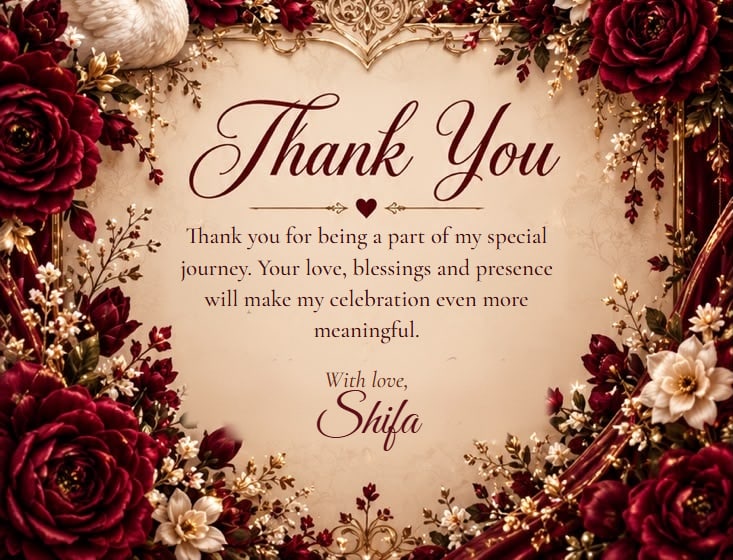 Thank You
Thank you for being a part of my special
journey. Your love, blessings and presence
will make my celebration even more
meaningful.
With love,
Shifa